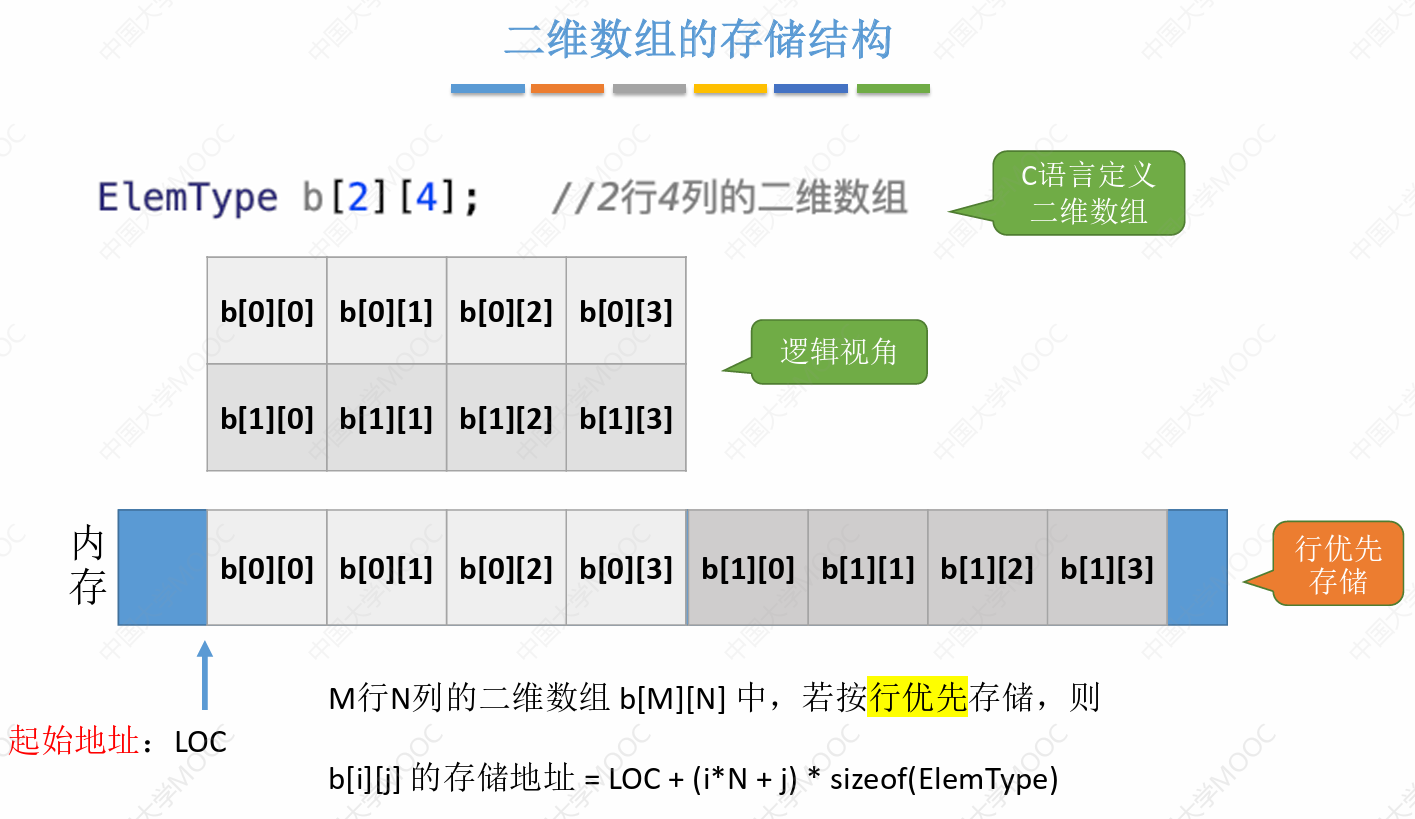 二维数组的存储结构
ElemType b[2][4]; //2行4列的二维数组
C语言定义
二维数组
b[0][0] b[0][1] b[0][2] b[0][3]
逻辑视角
b[1][0] b[1][1] b[1][2] b[1][3]
内
存
b[0][0] b[0][1] b[0][2] b[0][3] b[1][0] b[1][1] b[1][2] b[1][3]
行优先
存储
M行N列的二维数组 b[M][N] 中，若按行优先存储，则
起始地址：LOC
b[i][j] 的存储地址 = LOC + (i*N + j) * sizeof(ElemType)
中国大学MOOC